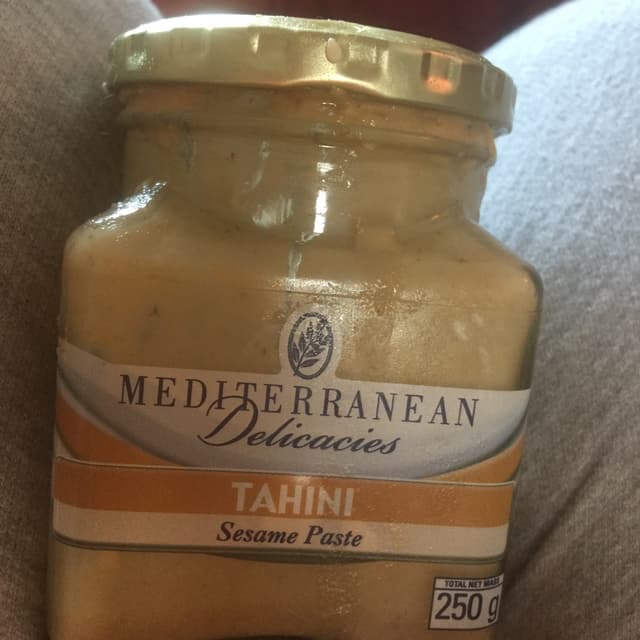 MEDITERRANEAN
Delicacies
TAHINI
Sesame Paste
TOTAL NET MASS
250 g